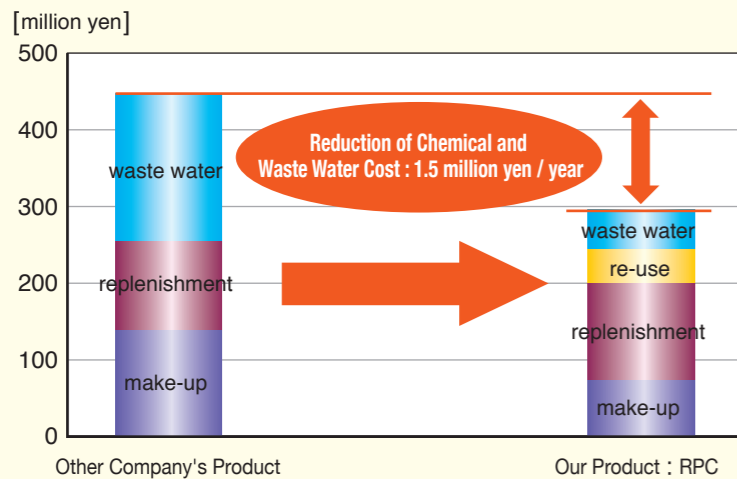 [million yen]
500
400
300
200
100
0
waste water
replenishment
make-up
Reduction of Chemical and
Waste Water Cost : 1.5 million yen / year
waste water
re-use
replenishment
make-up
Other Company's Product
Our Product : RPC